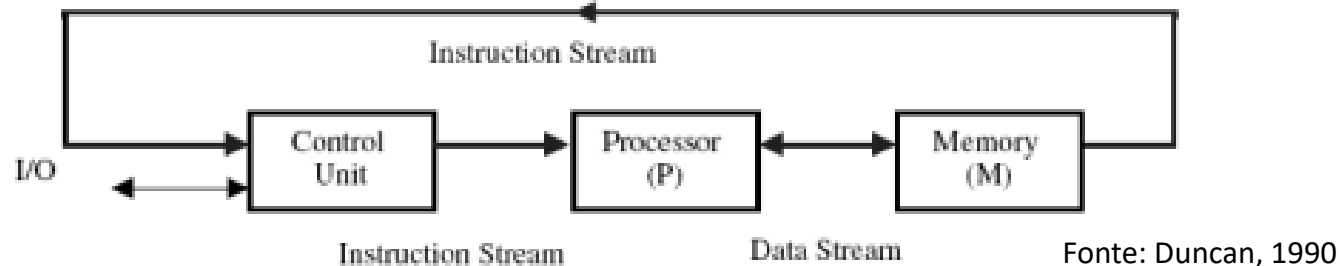 Instruction Stream
I/O
Control
Unit
Processor
(P)
Memory
(M)
Instruction Stream
Data Stream
Fonte: Duncan, 1990